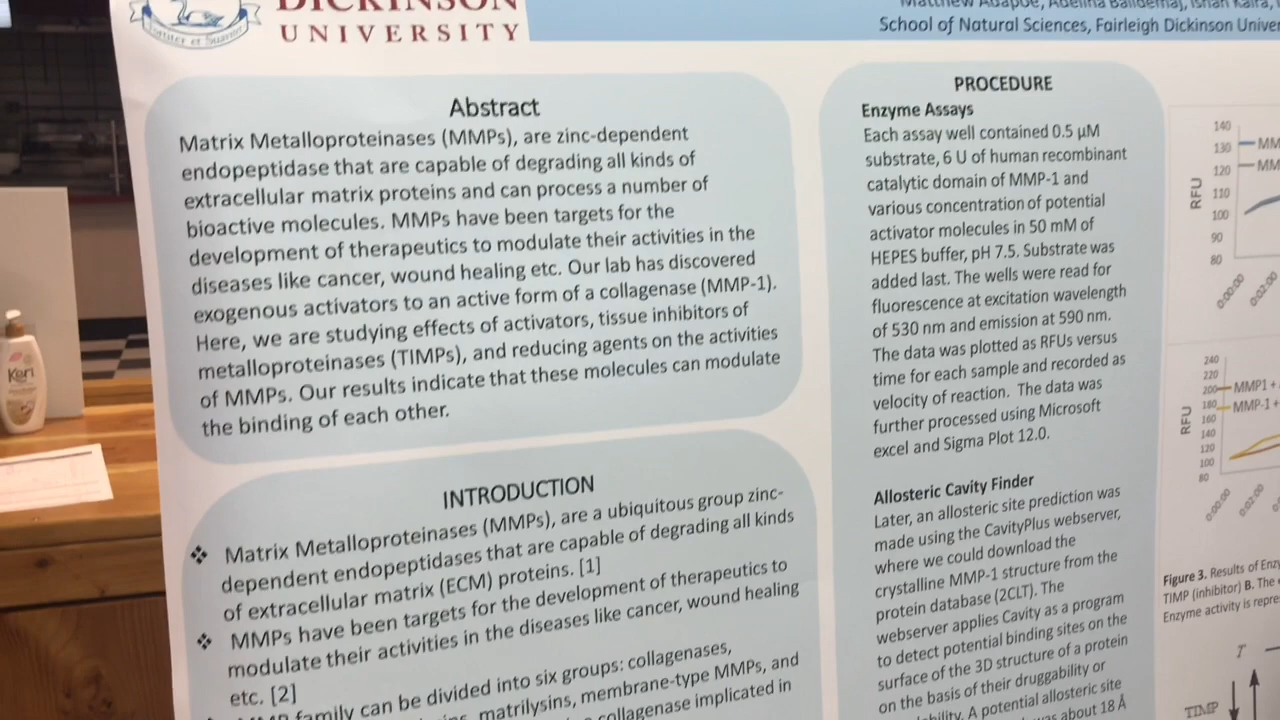 DICKINSON
UNIVERSITY
School of Natural Sciences, Fairleigh Dickinson
Abstract
Matrix Metalloproteinases (MMPs), are zinc-dependent
endopeptidase that are capable of degrading all kinds of
extracellular matrix proteins and can process a number of
bioactive molecules. MMPs have been targets for the
development of therapeutics to modulate their activities in the
diseases like cancer, wound healing etc. Our lab has discovered
exogenous activators to an active form of a collagenase (MMP-1).
Here, we are studying effects of activators, tissue inhibitors of
metalloproteinases (TIMPs), and reducing agents on the activities
of MMPs. Our results indicate that these molecules can modulate
the binding of each other.
INTRODUCTION
❖ Matrix Metalloproteinases (MMPs), are a ubiquitous group zinc-
dependent endopeptidases that are capable of degrading all kinds
of extracellular matrix (ECM) proteins. [1]
❖ MMPs have been targets for the development of therapeutics to
modulate their activities in the diseases like cancer, wound healing
etc. [2]
family can be divided into six groups: collagenases,
matrilysins, membrane-type MMPs, and
collagenase implicated in
PROCEDURE
Enzyme Assays
Each assay well contained 0.5 µM
substrate, 6 U of human recombinant
catalytic domain of MMP-1 and
various concentration of potential
activator molecules in 50 mM of
HEPES buffer, pH 7.5. Substrate was
added last. The wells were read for
fluorescence at excitation wavelength
of 530 nm and emission at 590 nm.
The data was plotted as RFUs versus
time for each sample and recorded as
velocity of reaction. The data was
further processed using Microsoft
excel and Sigma Plot 12.0.
Allosteric Cavity Finder
Later, an allosteric site prediction was
made using the CavityPlus webserver,
where we could download the
crystalline MMP-1 structure from the
protein database (2CLT). The
webserver applies Cavity as a program
to detect potential binding sites on the
surface of the 3D structure of a protein
on the basis of their druggability or
A potential allosteric site
was about 18 Å
140
130
120
110
100
90
80
RFU
0:00:00
0:02:00
240
220
200
180
160
140
120
100
80
RFU
MMP1 +
MMP-1 +
0:00:00
0:02:00
Figure 3. Results of
TIMP (inhibitor) B. The
Enzyme activity is
T
TIMP
Keri